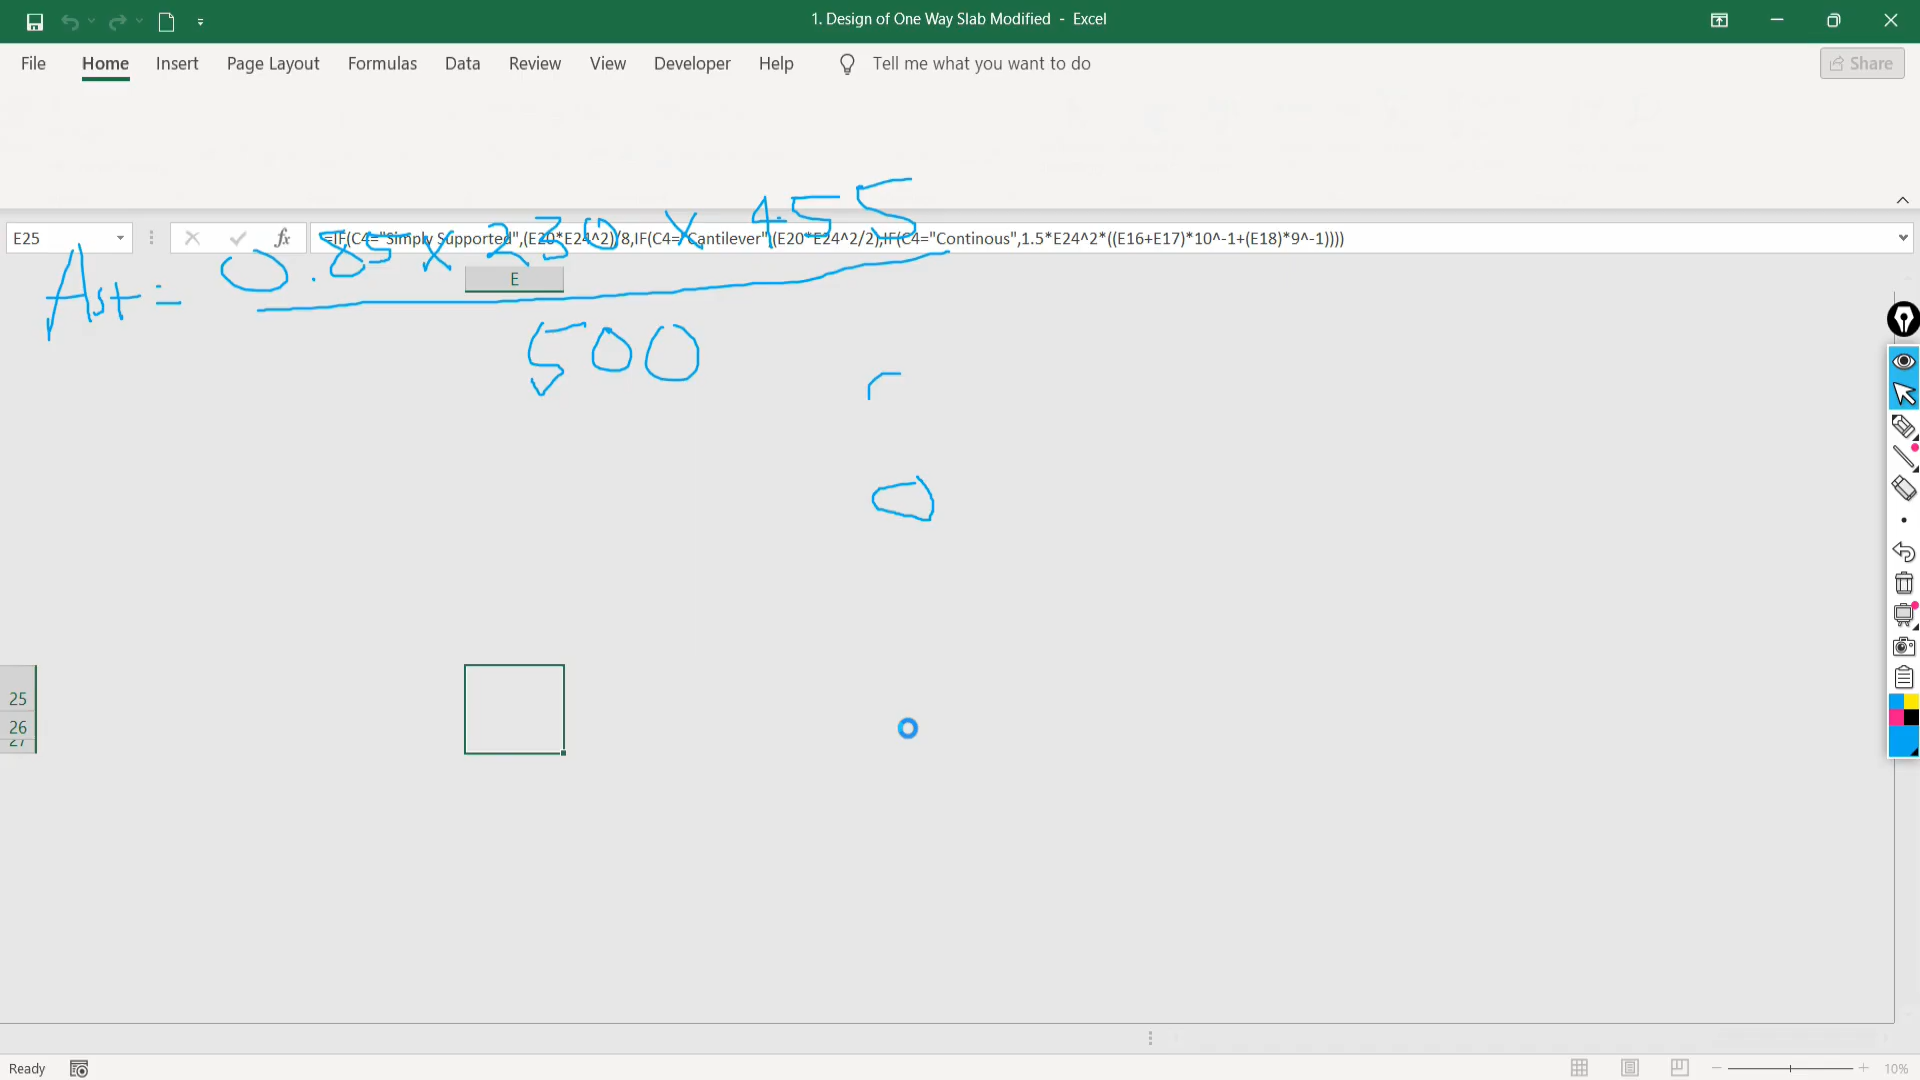 1. Design of One Way Slab Modified - Excel
File Home Insert Page Layout Formulas Data Review View Developer Help Tell me what you want to do Share
E25 fx =IF(C4="Simply Supported",(E20*E24^2)/8,IF(C4="Cantilever",(E20*E24^2/2),IF(C4="Continous",1.5*E24^2*((E16+E17)*10^-1+(E18)*9^-1))))
0.85 x 230 x 455
Ast =
500
E
25
26
27
Ready 10%